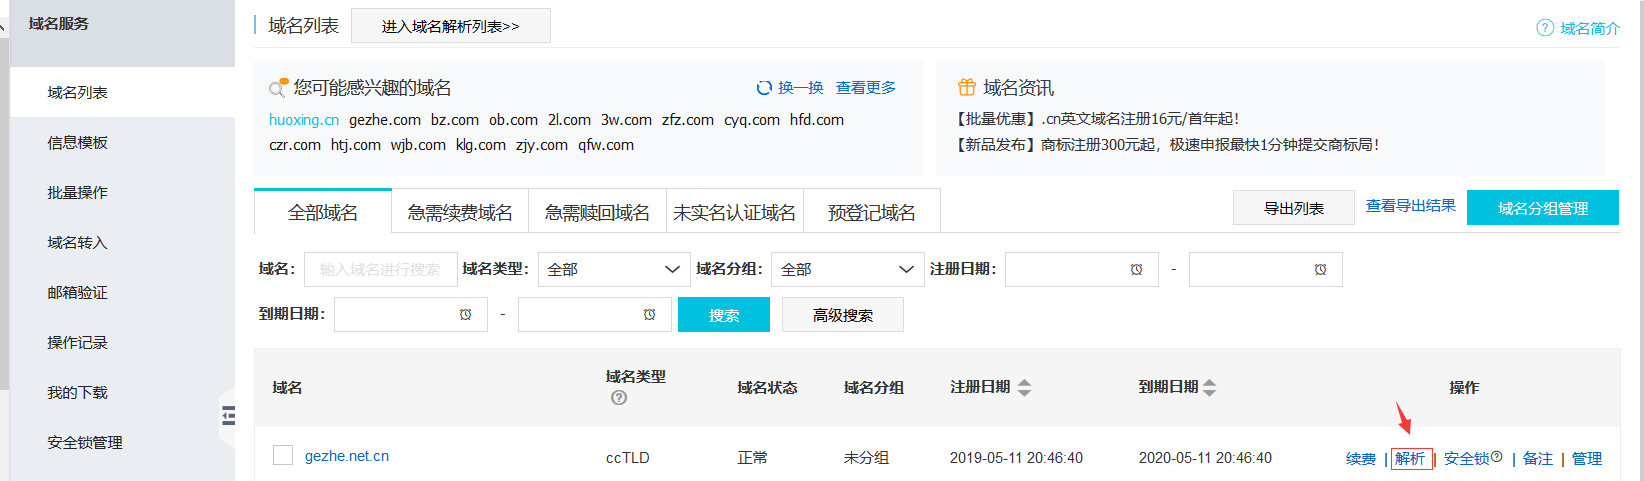 域名服务
域名列表
信息模板
批量操作
域名转入
邮箱验证
操作记录
我的下载
安全锁管理
域名列表 进入域名解析列表>> 域名简介
您可能感兴趣的域名 换一换 查看更多
huoxing.cn gezhe.com bz.com ob.com 2l.com 3w.com zfz.com cyq.com hfd.com
czr.com htj.com wjb.com klg.com zjy.com qfw.com
域名资讯
【批量优惠】.cn英文域名注册16元/首年起！
【新品发布】商标注册300元起，极速申报最快1分钟提交商标局！
全部域名 急需续费域名 急需赎回域名 未实名认证域名 预登记域名 导出列表 查看导出结果 域名分组管理
域名： 输入域名进行搜索 域名类型： 全部 域名分组： 全部 注册日期： -
到期日期： - 搜索 高级搜索
域名 域名类型 域名状态 域名分组 注册日期 到期日期 操作
gezhe.net.cn ccTLD 正常 未分组 2019-05-11 20:46:40 2020-05-11 20:46:40 续费 | 解析 | 安全锁 | 备注 | 管理